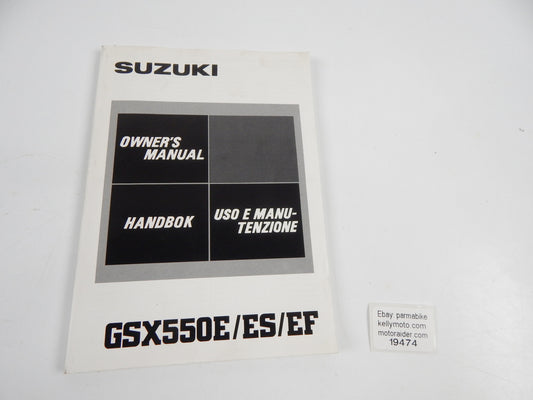 SUZUKI
OWNER'S
MANUAL
HANDBOK
USO E MANU-
TENZIONE
GSX550E/ES/EF
Ebay parmabike
kellymoto.com
motoraider.com
19474